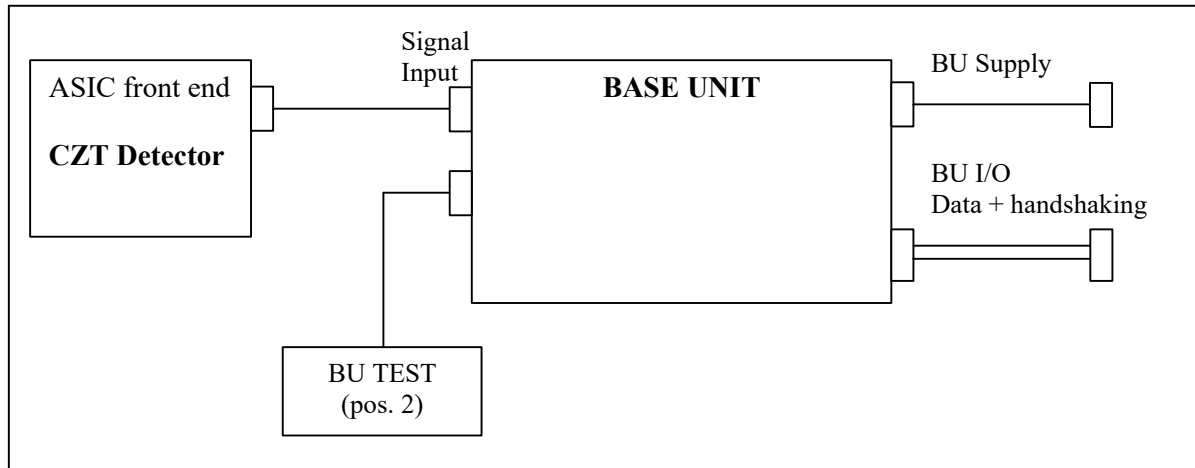 ASIC front end
CZT Detector
Signal
Input
BASE UNIT
BU Supply
BU I/O
Data + handshaking
BU TEST
(pos. 2)